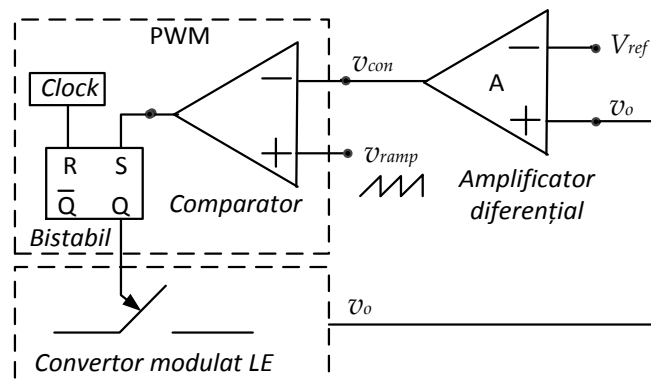 PWM
Clock
R S
Q̅ Q
Bistabil
Comparator
v_con
v_ramp
A
V_ref
v_o
Amplificator
diferențial
v_o
Convertor modulat LE